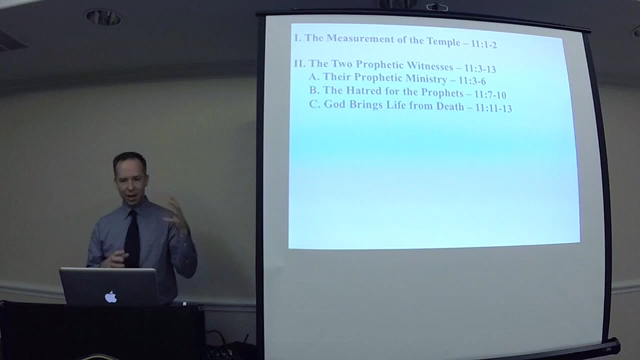 I. The Measurement of the Temple – 11:1-2
II. The Two Prophetic Witnesses – 11:3-13
A. Their Prophetic Ministry – 11:3-6
B. The Hatred for the Prophets – 11:7-10
C. God Brings Life from Death – 11:11-13